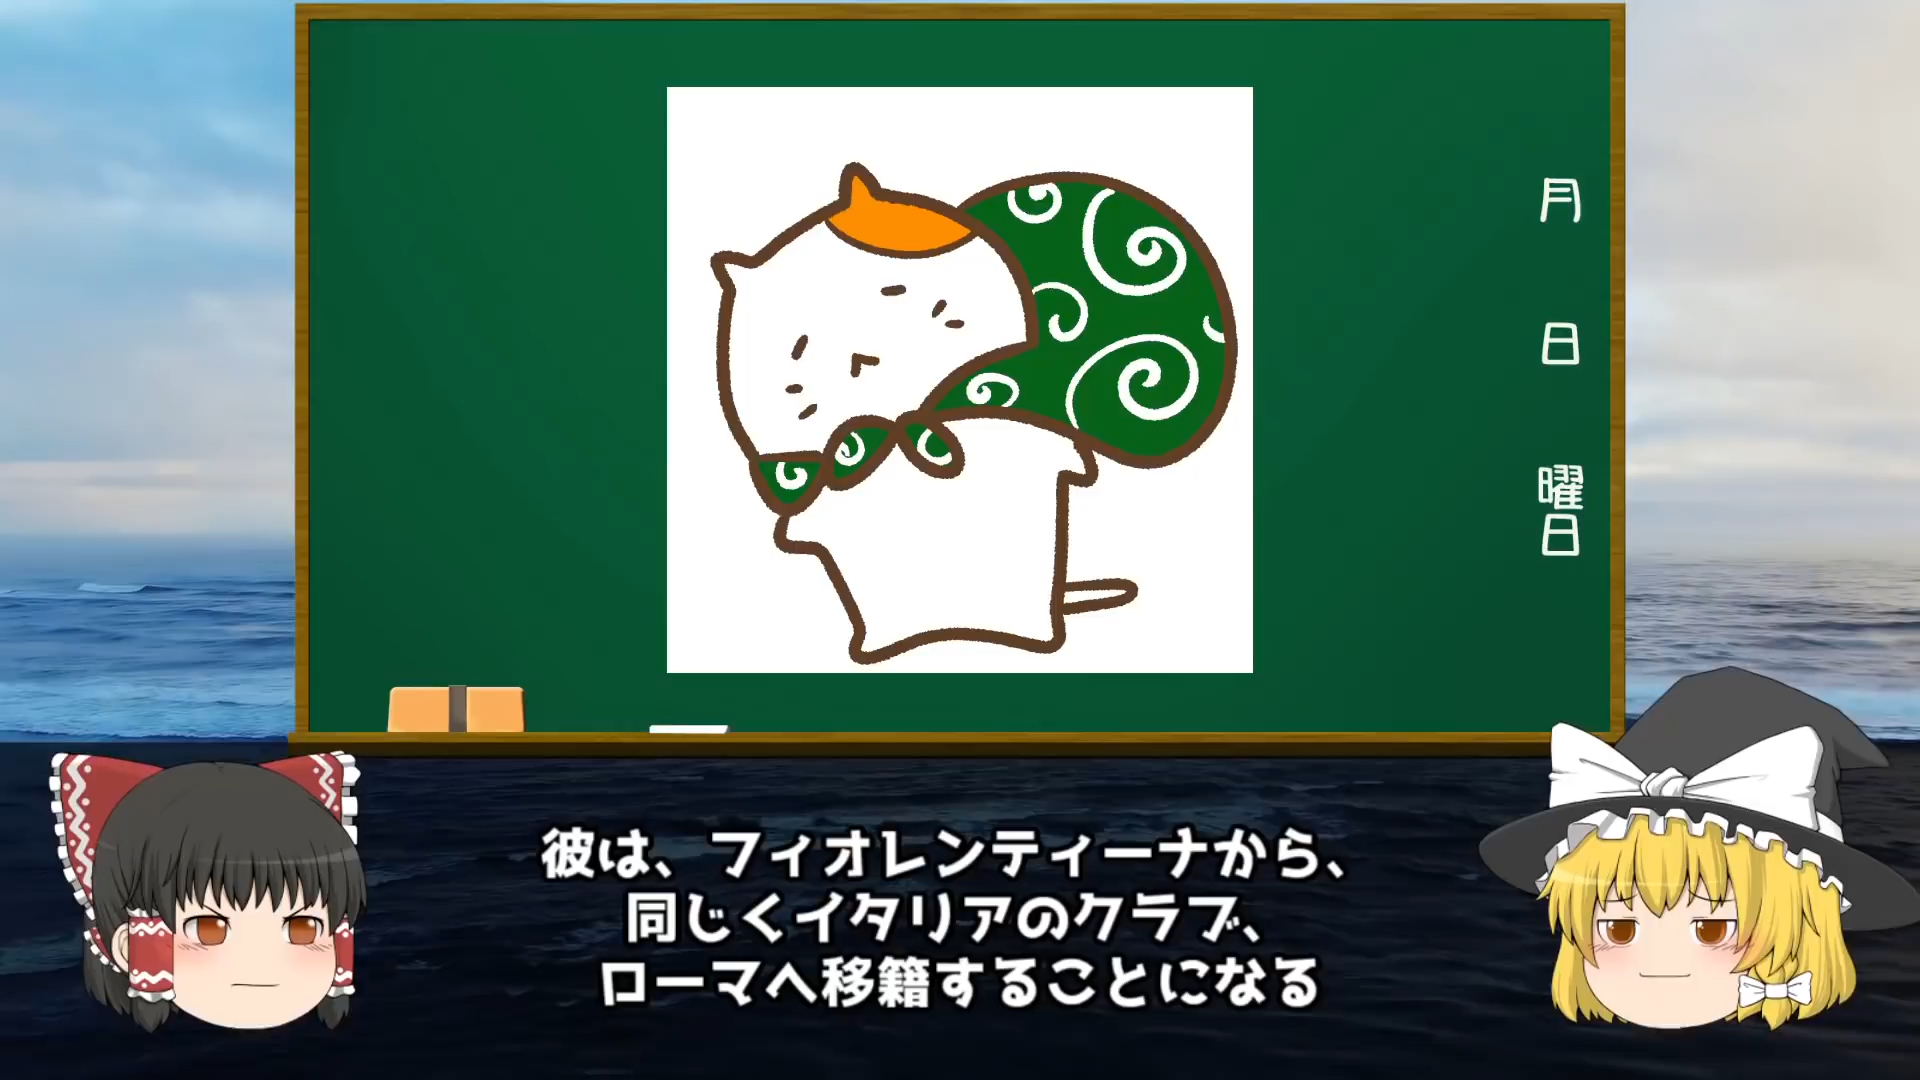 月
日
曜
日
彼は、フィオレンティーナから、
同じくイタリアのクラブ、
ローマへ移籍することになる